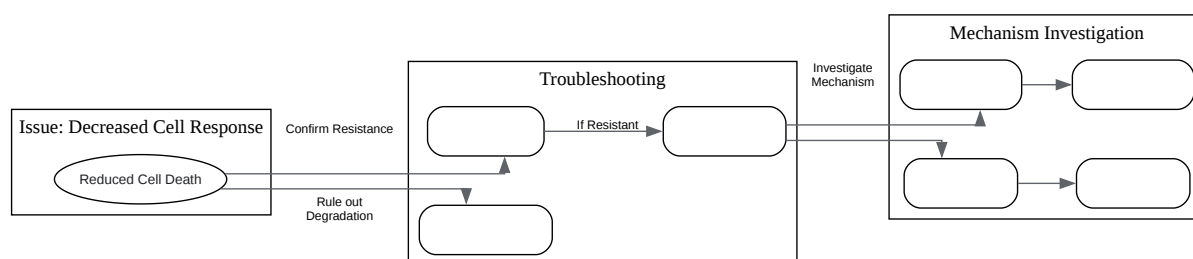 Issue: Decreased Cell Response
Reduced Cell Death
Confirm Resistance
Rule out
Degradation
Troubleshooting
If Resistant
Investigate
Mechanism
Mechanism Investigation